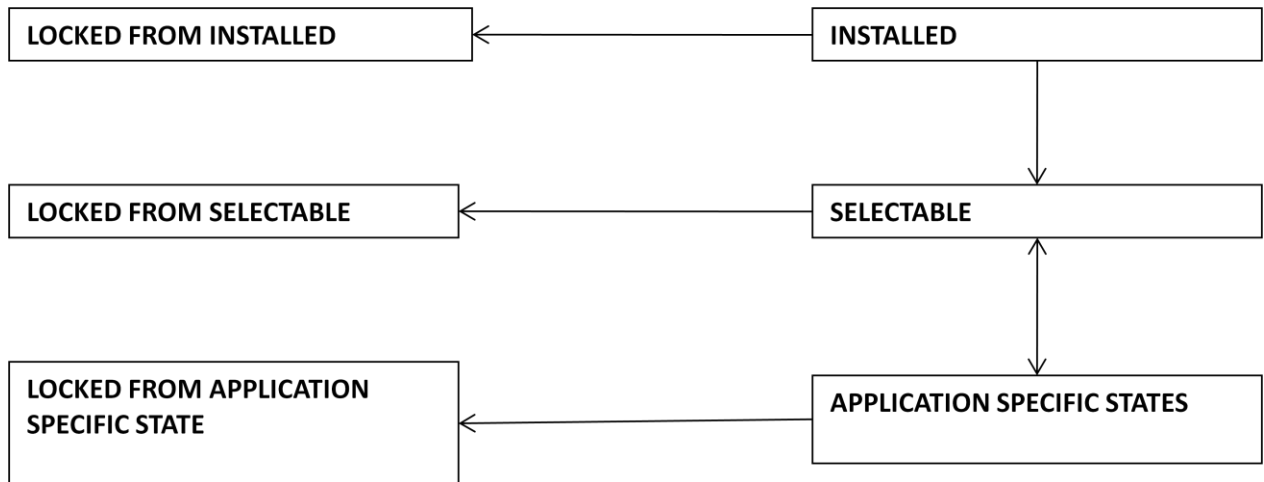 LOCKED FROM INSTALLED
INSTALLED
LOCKED FROM SELECTABLE
SELECTABLE
LOCKED FROM APPLICATION
SPECIFIC STATE
APPLICATION SPECIFIC STATES